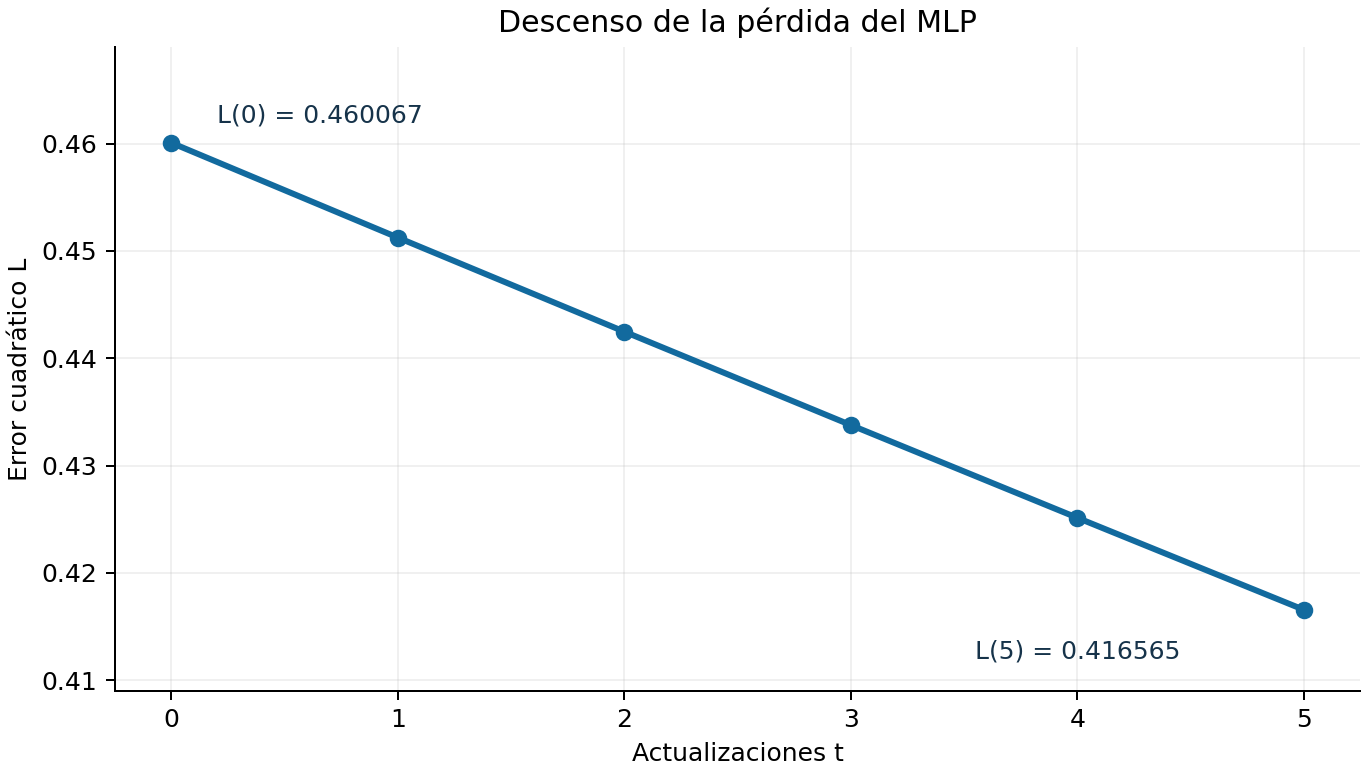 Descenso de la pérdida del MLP
L(0) = 0.460067
0.46
0.45
0.44
0.43
0.42
0.41
Error cuadrático L
L(5) = 0.416565
0 1 2 3 4 5
Actualizaciones t